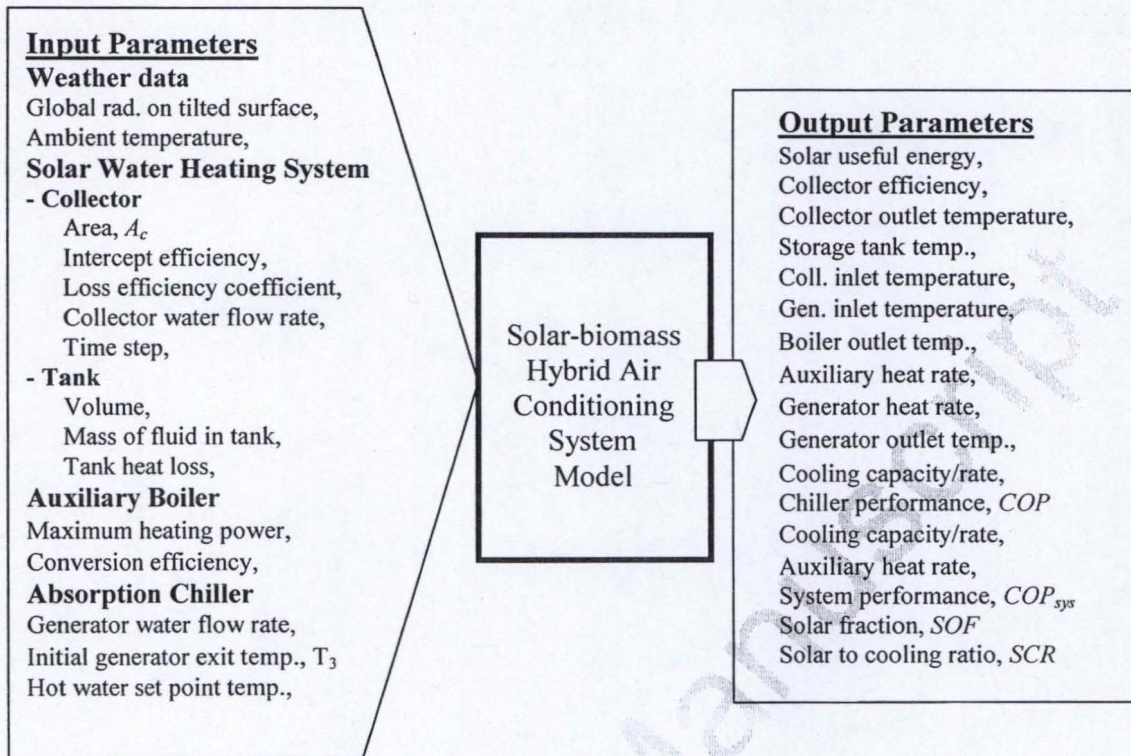 Input Parameters
Weather data
Global rad. on tilted surface,
Ambient temperature,
Solar Water Heating System
- Collector
Area, A_c
Intercept efficiency,
Loss efficiency coefficient,
Collector water flow rate,
Time step,
- Tank
Volume,
Mass of fluid in tank,
Tank heat loss,
Auxiliary Boiler
Maximum heating power,
Conversion efficiency,
Absorption Chiller
Generator water flow rate,
Initial generator exit temp., T₃
Hot water set point temp.,
Solar-biomass
Hybrid Air
Conditioning
System
Model
Output Parameters
Solar useful energy,
Collector efficiency,
Collector outlet temperature,
Storage tank temp.,
Coll. inlet temperature,
Gen. inlet temperature,
Boiler outlet temp.,
Auxiliary heat rate,
Generator heat rate,
Generator outlet temp.,
Cooling capacity/rate,
Chiller performance, COP
Cooling capacity/rate,
Auxiliary heat rate,
System performance, COP_sys
Solar fraction, SOF
Solar to cooling ratio, SCR
Manuscript